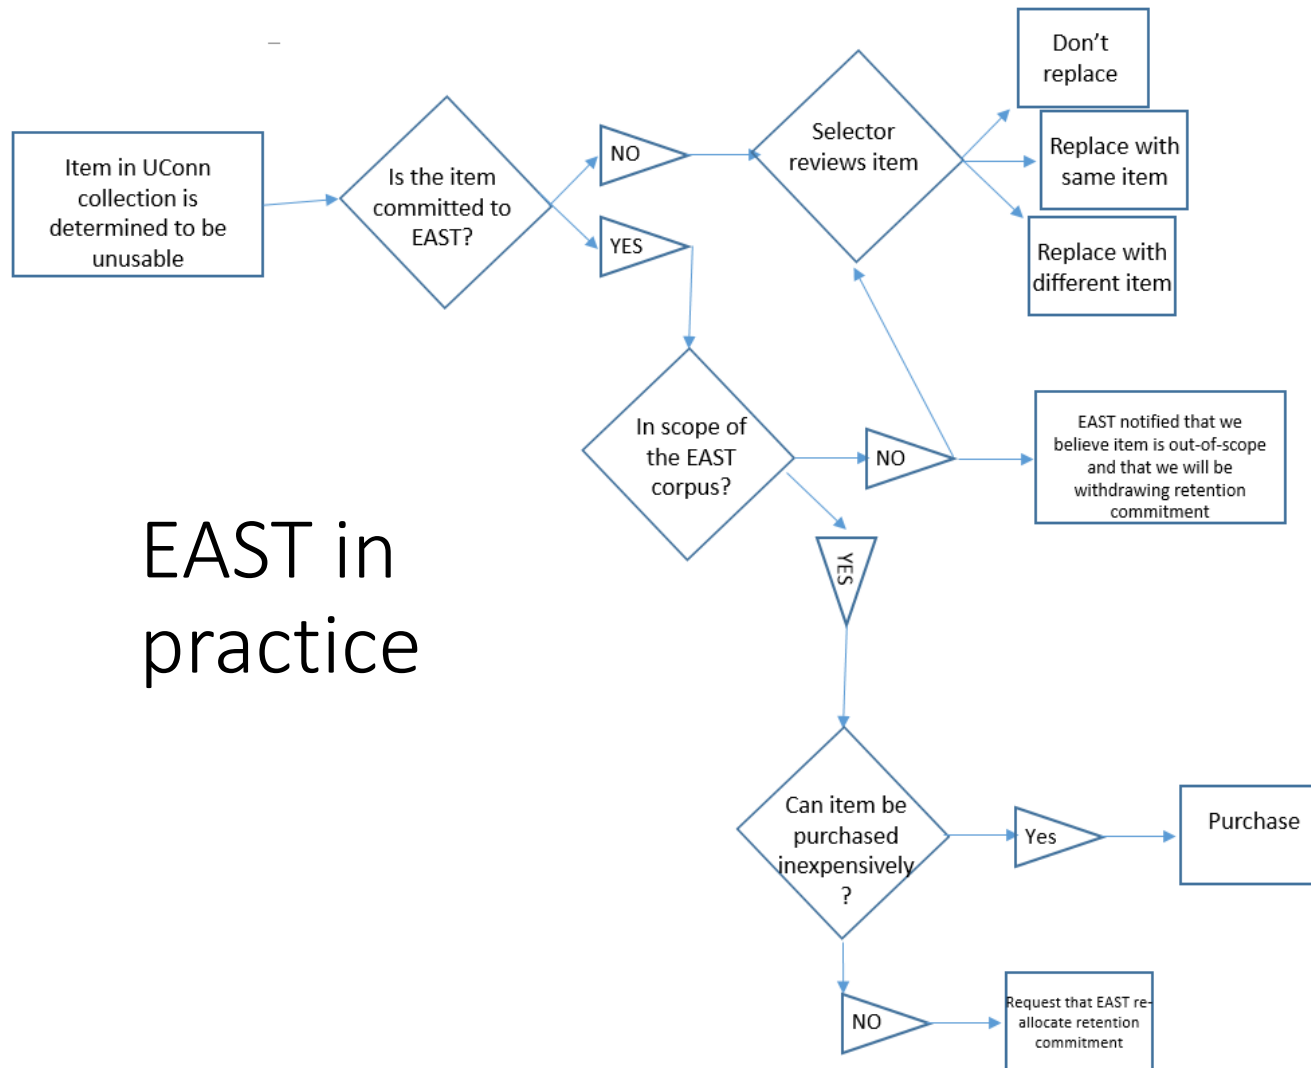 Item in UConn
collection is
determined to be
unusable
Is the item
committed to
EAST?
NO
YES
Selector
reviews item
Don’t
replace
Replace with
same item
Replace with
different item
In scope of
the EAST
corpus?
NO
EAST notified that we
believe item is out-of-scope
and that we will be
withdrawing retention
commitment
YES
EAST in
practice
Can item be
purchased
inexpensively
?
Yes
Purchase
NO
Request that EAST re-
allocate retention
commitment